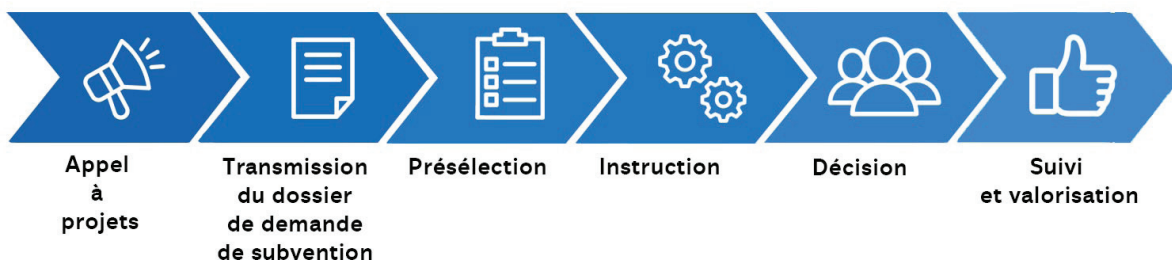 Appel
à
projets
Transmission
du dossier
de demande
de subvention
Présélection
Instruction
Décision
Suivi
et valorisation